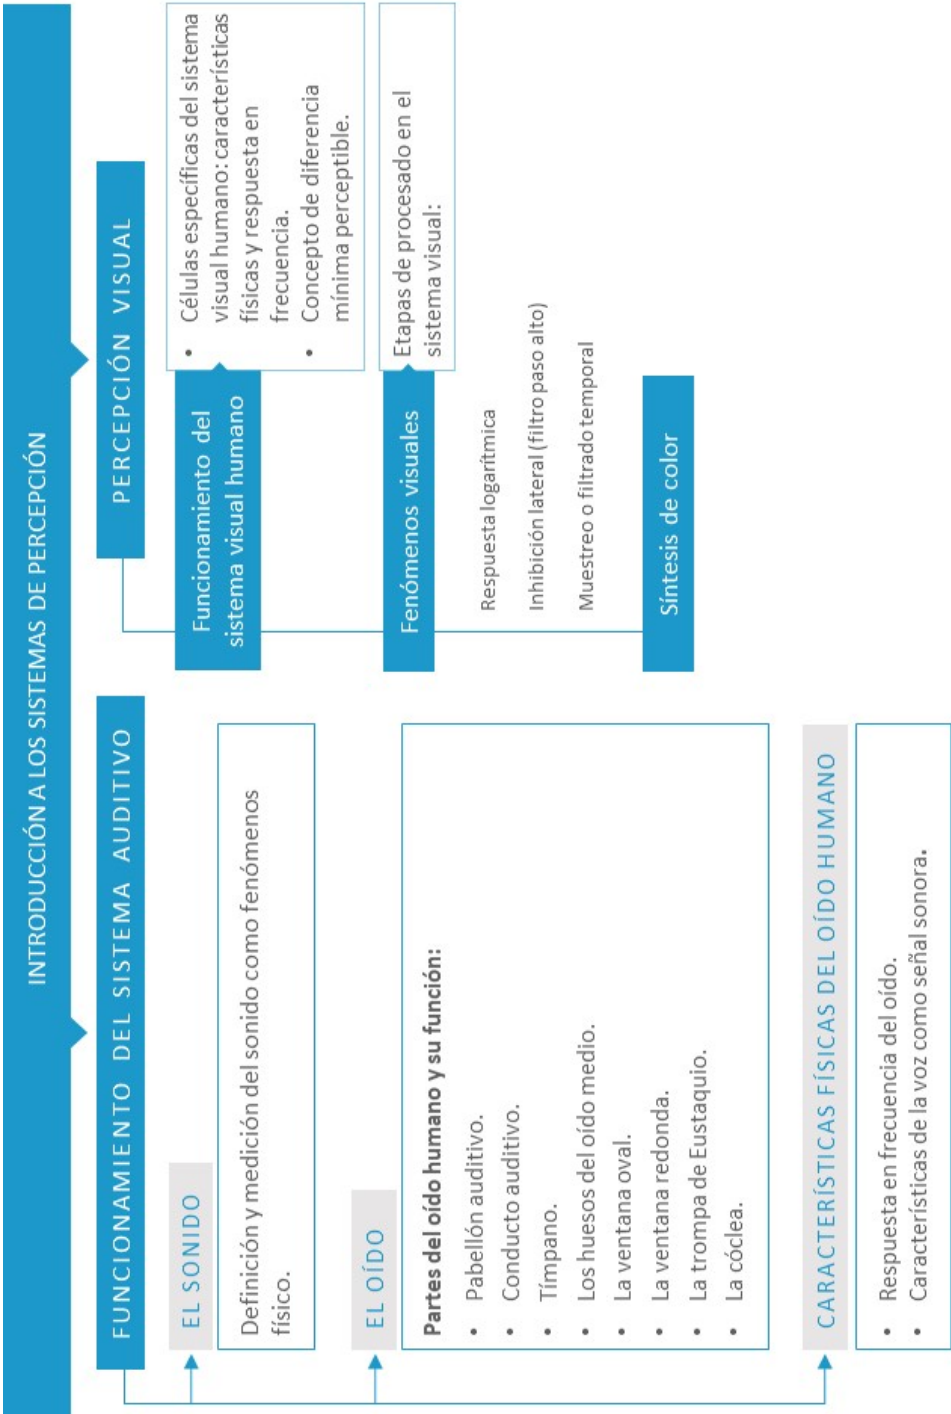 INTRODUCCIÓN A LOS SISTEMAS DE PERCEPCIÓN
FUNCIONAMIENTO DEL SISTEMA AUDITIVO
EL SONIDO
Definición y medición del sonido como fenómenos
físico.
EL OÍDO
Partes del oído humano y su función:
• Pabellón auditivo.
• Conducto auditivo.
• Tímpano.
• Los huesos del oído medio.
• La ventana oval.
• La ventana redonda.
• La trompa de Eustaquio.
• La cóclea.
CARACTERÍSTICAS FÍSICAS DEL OÍDO HUMANO
• Respuesta en frecuencia del oído.
• Características de la voz como señal sonora.
PERCEPCIÓN VISUAL
Funcionamiento del
sistema visual humano
• Células específicas del sistema
visual humano: características
físicas y respuesta en
frecuencia.
• Concepto de diferencia
mínima perceptible.
Fenómenos visuales
Etapas de procesado en el
sistema visual:
Respuesta logarítmica
Inhibición lateral (filtro paso alto)
Muestreo o filtrado temporal
Síntesis de color